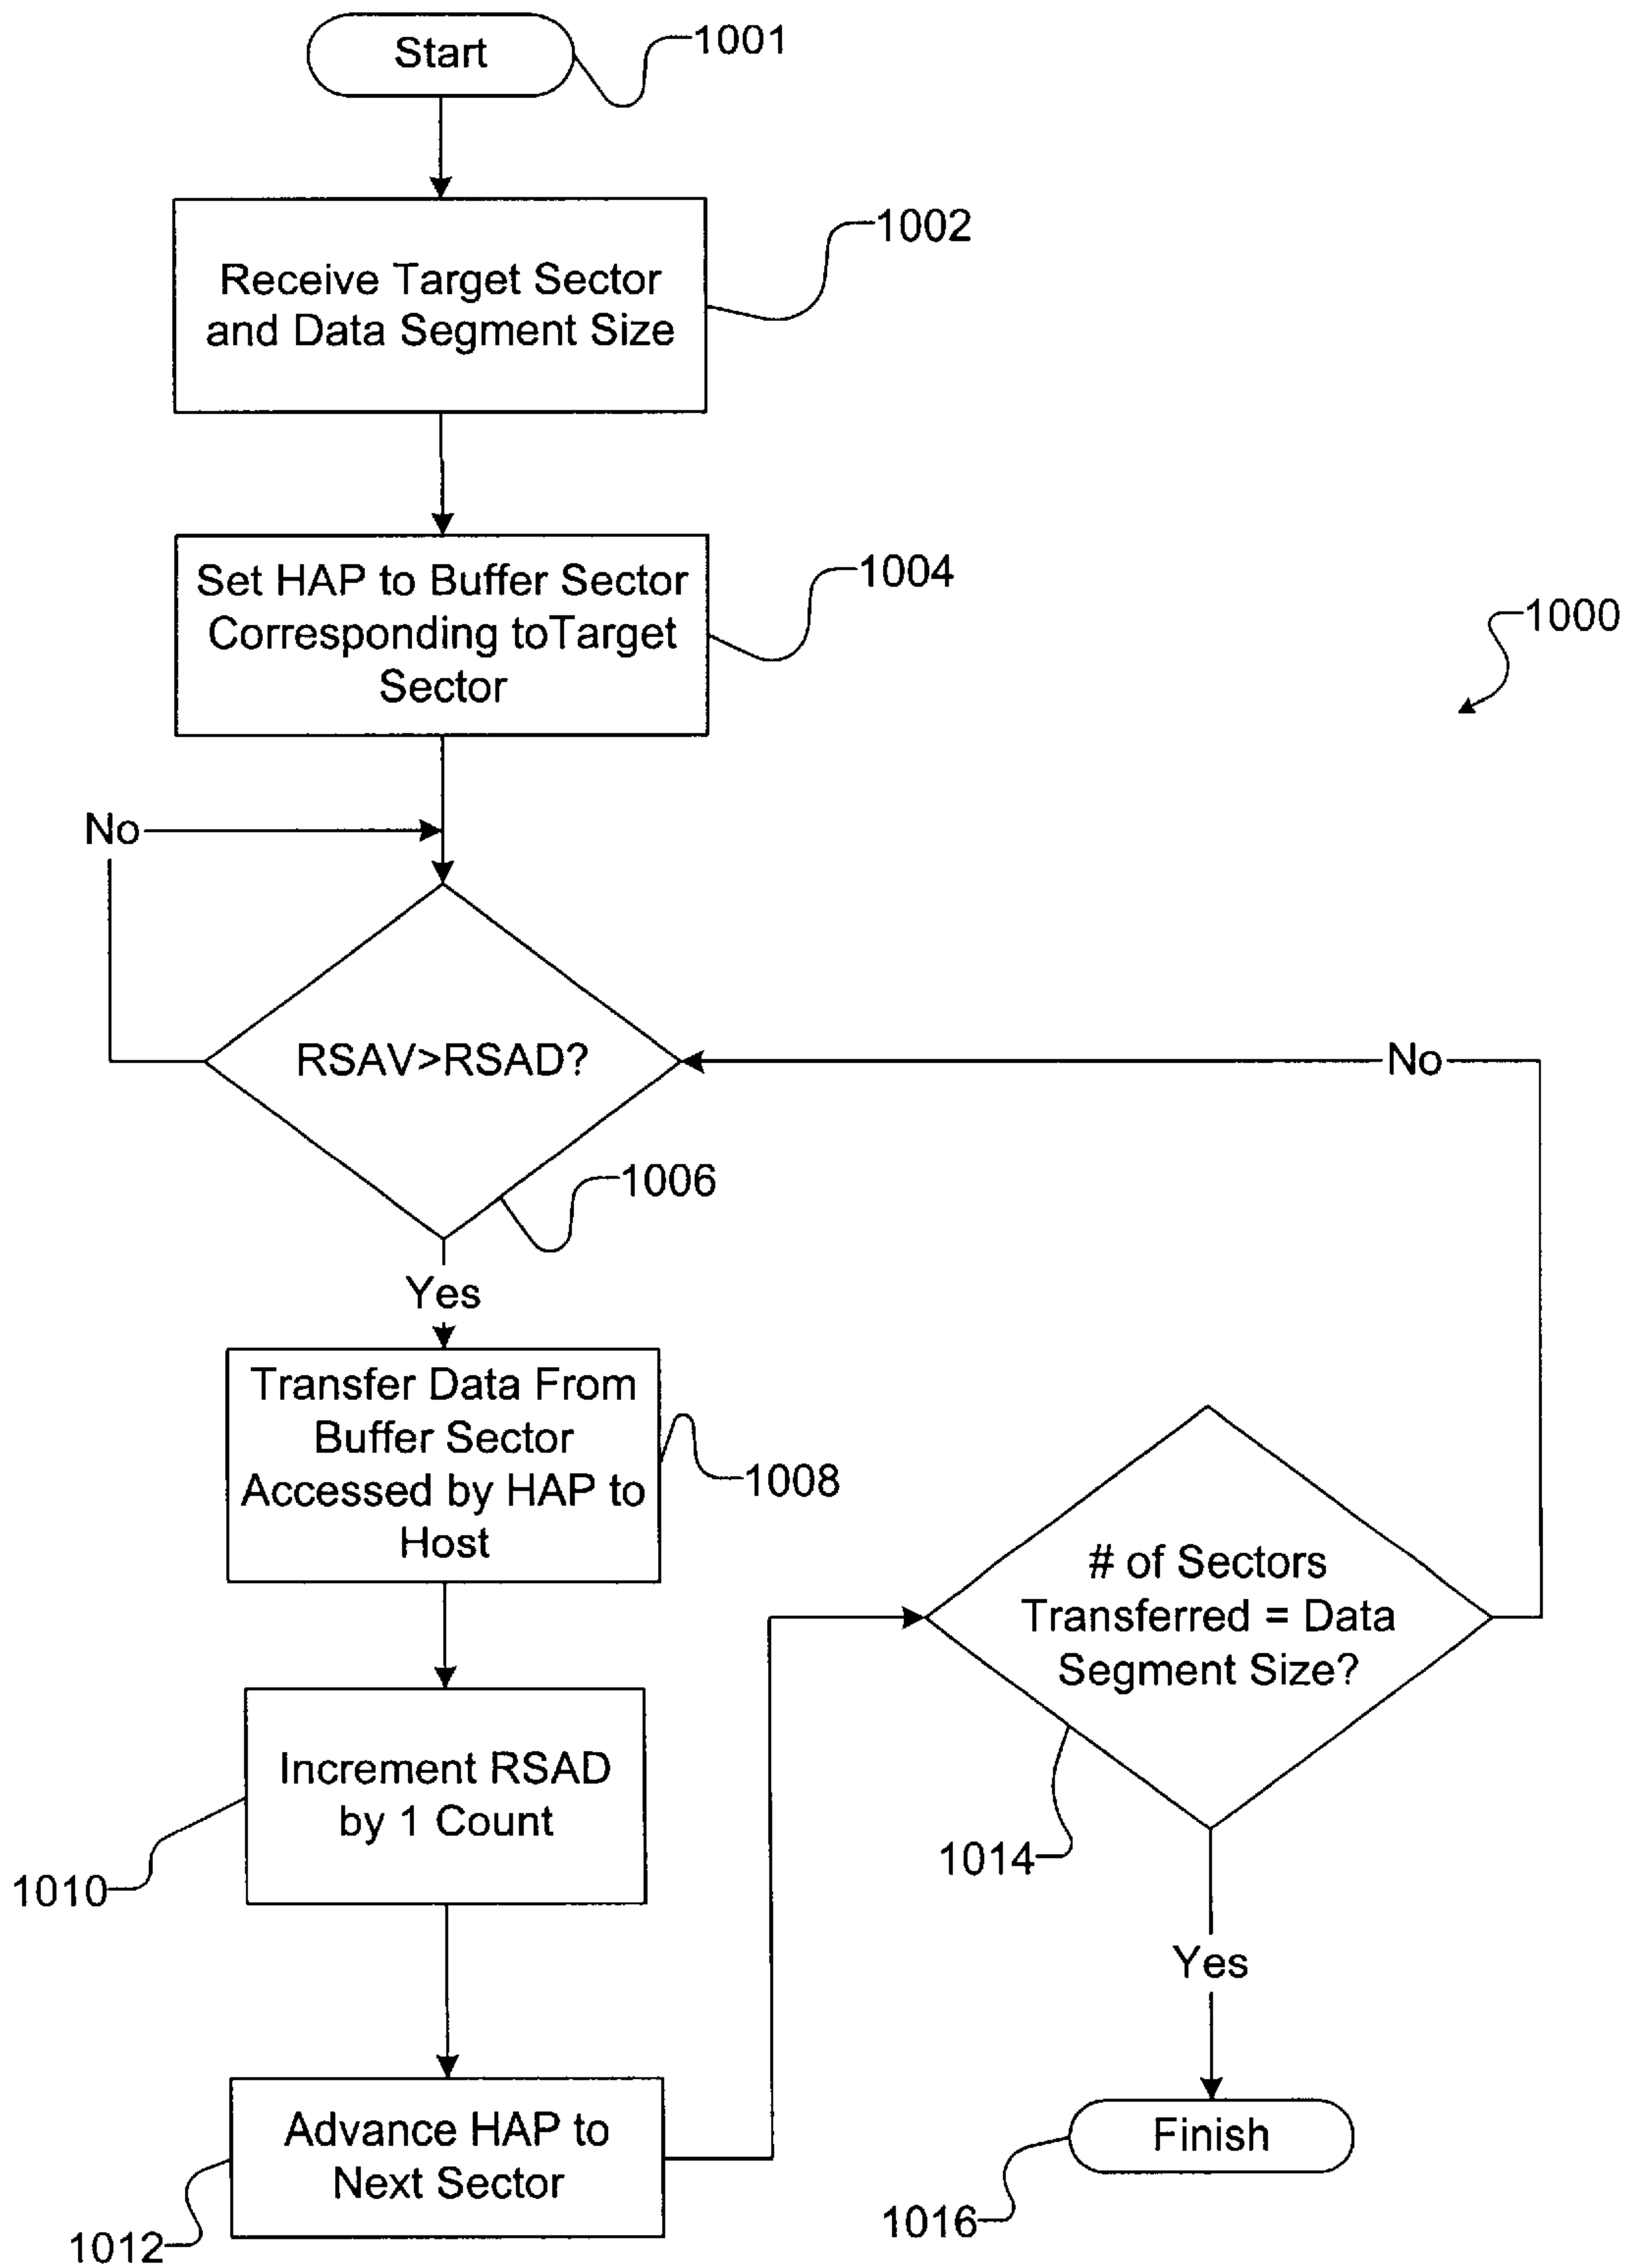 Start
1001
1002
Receive Target Sector
and Data Segment Size
1004
Set HAP to Buffer Sector
Corresponding toTarget
Sector
1000
No
RSAV>RSAD?
No
1006
Yes
Transfer Data From
Buffer Sector
Accessed by HAP to
Host
1008
# of Sectors
Transferred = Data
Segment Size?
Increment RSAD
by 1 Count
1010
1014
Yes
Advance HAP to
Next Sector
1012
Finish
1016